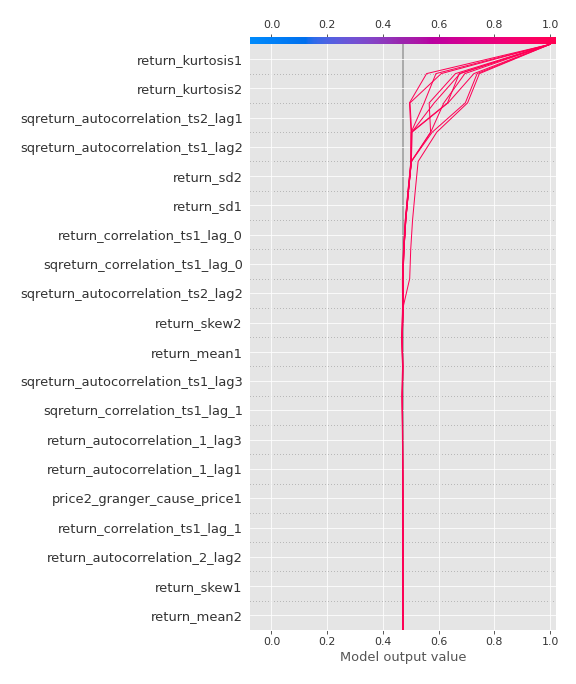 0.0 0.2 0.4 0.6 0.8 1.0
return_kurtosis1
return_kurtosis2
sqreturn_autocorrelation_ts2_lag1
sqreturn_autocorrelation_ts1_lag2
return_sd2
return_sd1
return_correlation_ts1_lag_0
sqreturn_correlation_ts1_lag_0
sqreturn_autocorrelation_ts2_lag2
return_skew2
return_mean1
sqreturn_autocorrelation_ts1_lag3
sqreturn_correlation_ts1_lag_1
return_autocorrelation_1_lag3
return_autocorrelation_1_lag1
price2_granger_cause_price1
return_correlation_ts1_lag_1
return_autocorrelation_2_lag2
return_skew1
return_mean2
0.0 0.2 0.4 0.6 0.8 1.0
Model output value